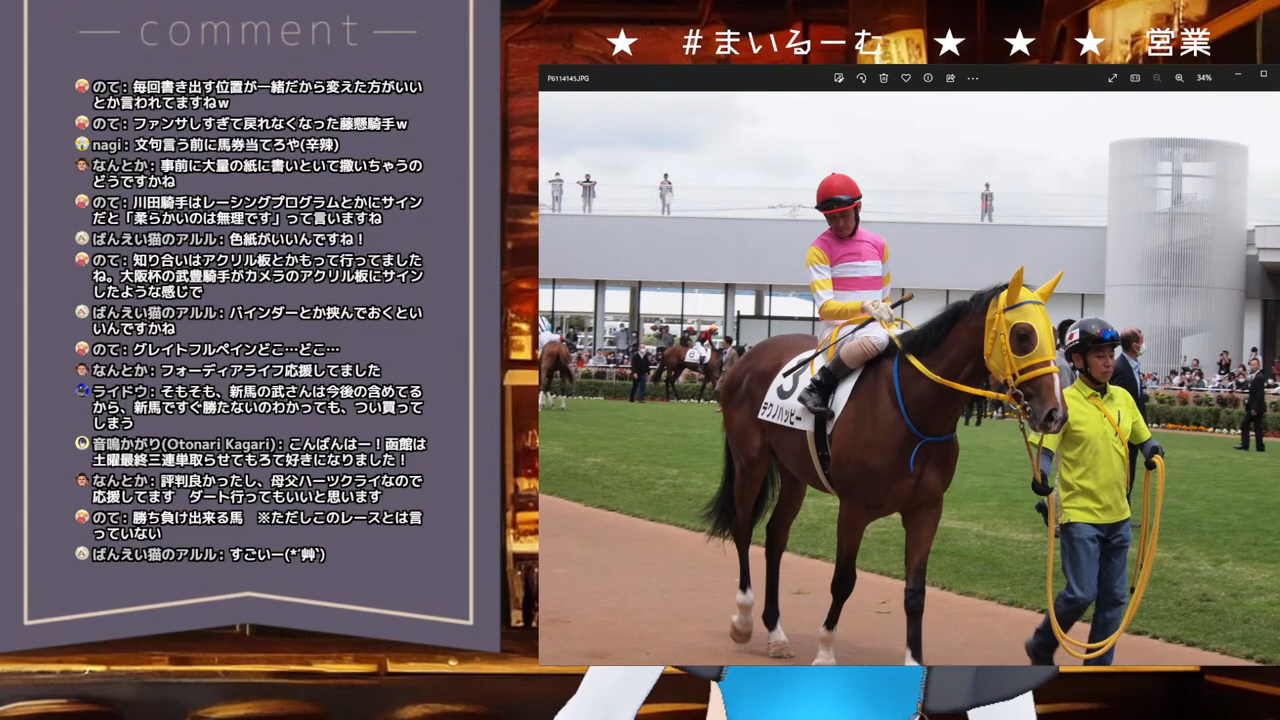 comment
★ #まいるーむ ★ ★ ★ 営業
P6114145JPG
34%
のて: 毎回書き出す位置が一緒だから変えた方がいい
とか言われてますねw
のて: ファンサしすぎて戻れなくなった藤懸騎手w
nagi: 文句言う前に馬券当てろや(辛辣)
なんとか: 事前に大量の紙に書いといて撒いちゃうの
どうですかね
のて: 川田騎手はレーシングプログラムとかにサイン
だと「柔らかいのは無理です」って言いますね
ばんえい猫のアルル: 色紙がいいんですね!
のて: 知り合いはアクリル板とかもって行ってました
ね。大阪杯の武豊騎手がカメラのアクリル板にサイン
したような感じで
ばんえい猫のアルル: バインダーとか挟んでおくとい
いんですかね
のて: グレイトフルペインどこ…どこ…
なんとか: フォーディアライフ応援してました
ライドウ: そもそも、新馬の武さんは今後の含めてる
から、新馬ですぐ勝たないのわかっても、つい買って
しまう
音鳴かがり(Otonari Kagari): こんばんはー!函館は
土曜最終三連単取らせてもろて好きになりました!
なんとか: 評判良かったし、母父ハーツクライなので
応援してます ダート行ってもいいと思います
のて: 勝ち負け出来る馬 ※ただしこのレースとは言
っていない
ばんえい猫のアルル: すごいー(*´艸`)
3
テクノハッピー
8